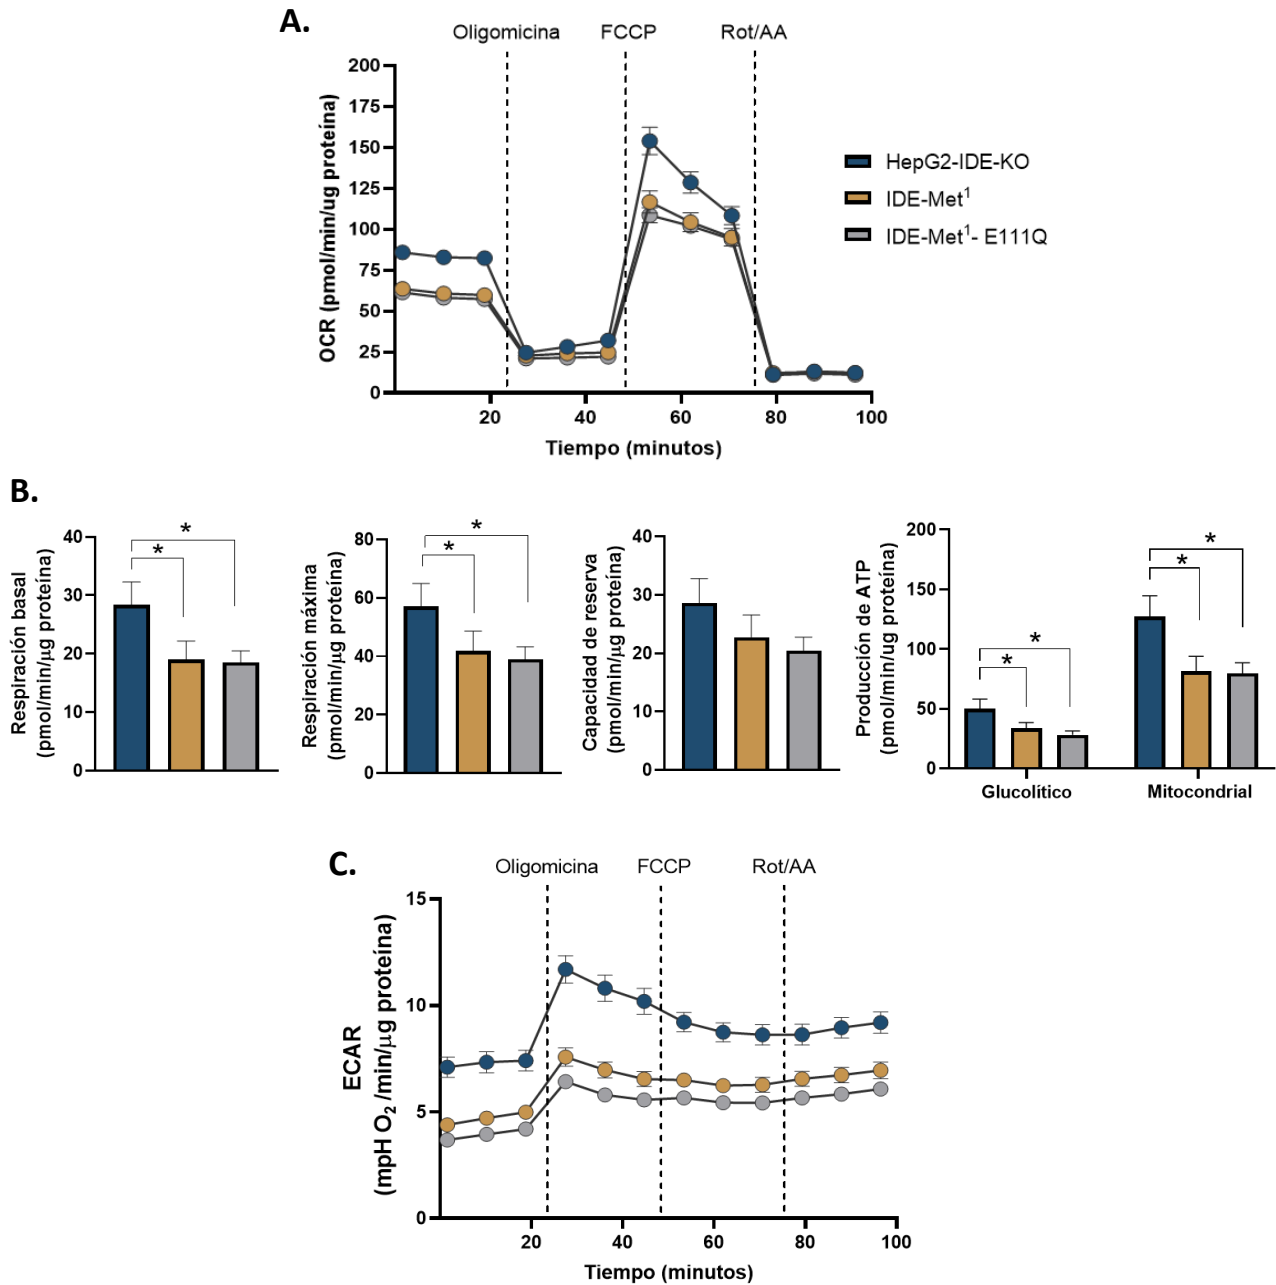 A.
Oligomicina FCCP Rot/AA
200
175
150
125
100
75
50
25
0
OCR (pmol/min/ug proteína)
20 40 60 80 100
Tiempo (minutos)
HepG2-IDE-KO
IDE-Met¹
IDE-Met¹- E111Q
B.
Respiración basal
(pmol/min/µg proteína)
40
30
20
10
0
* *
Respiración máxima
(pmol/min/µg proteína)
80
60
40
20
0
* *
Capacidad de reserva
(pmol/min/µg proteína)
40
30
20
10
0
Producción de ATP
(pmol/min/ug proteína)
200
150
100
50
0
* *
* *
Glucolítico Mitocondrial
C.
Oligomicina FCCP Rot/AA
15
10
5
0
ECAR
(mpH O₂ /min/µg proteína)
20 40 60 80 100
Tiempo (minutos)